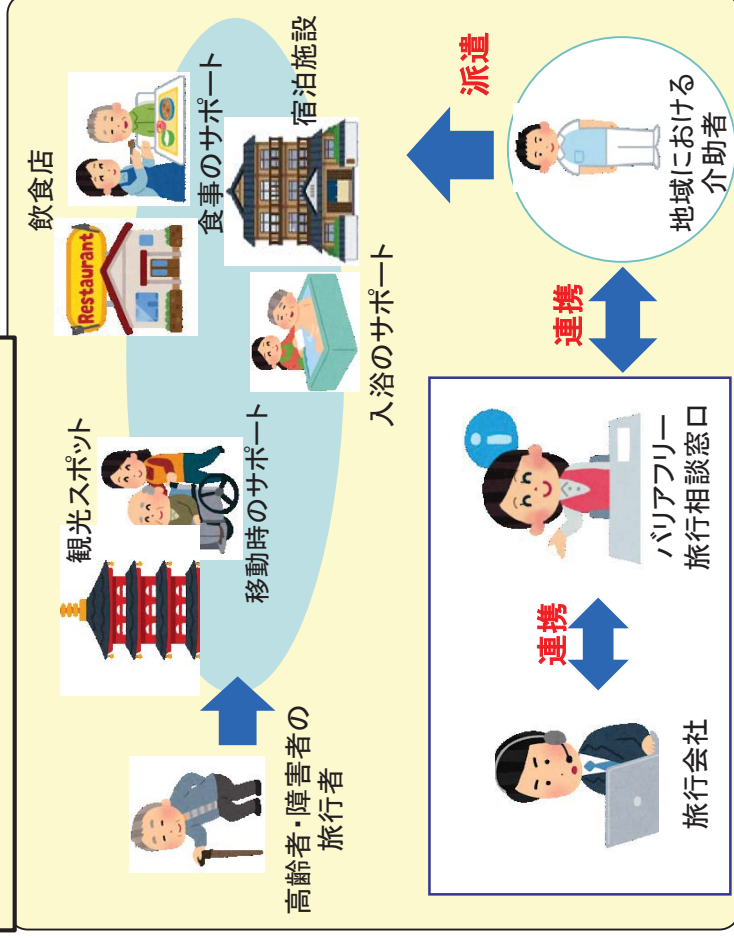 飲食店
Restaurant
食事のサポート
宿泊施設
観光スポット
移動時のサポート
入浴のサポート
高齢者・障害者の
旅行者
派遣
地域における
介助者
連携
バリアフリー
旅行相談窓口
連携
旅行会社